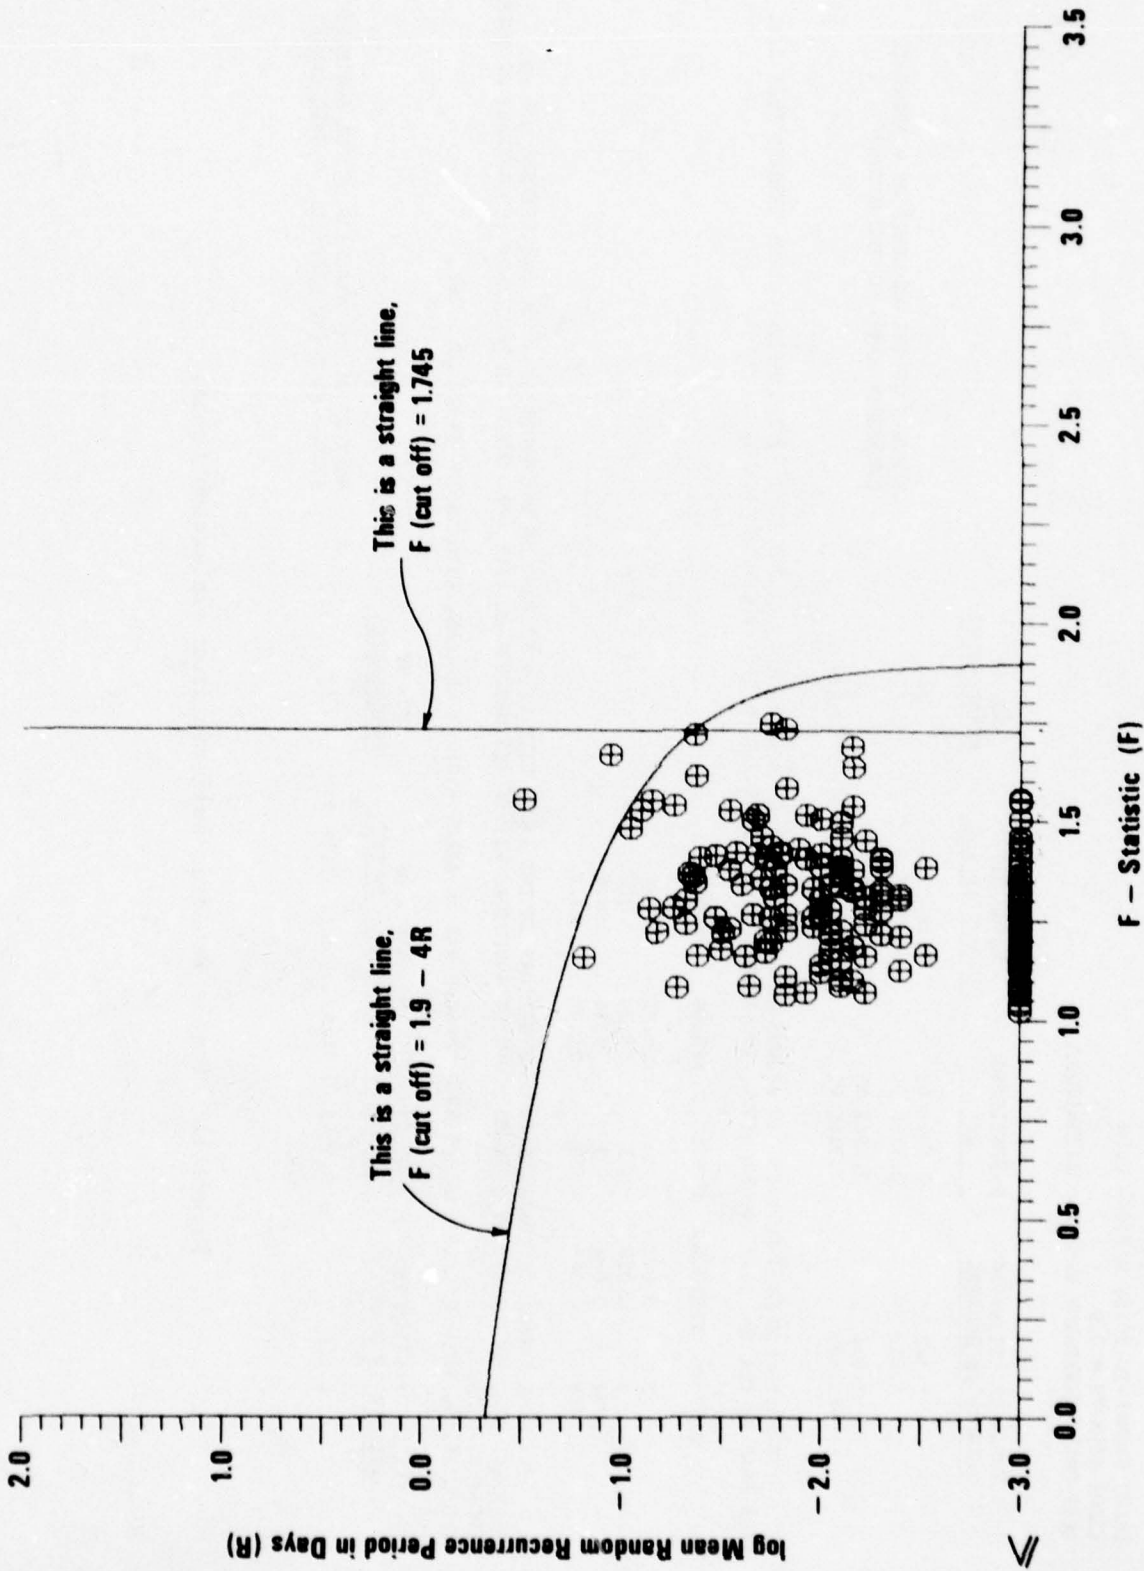 log Mean Random Recurrence Period in Days (R)
2.0
1.0
0.0
– 1.0
– 2.0
– 3.0
This is a straight line,
F (cut off) = 1.9 – 4R
This is a straight line,
F (cut off) = 1.745
0.0
0.5
1.0
1.5
2.0
2.5
3.0
3.5
F – Statistic (F)